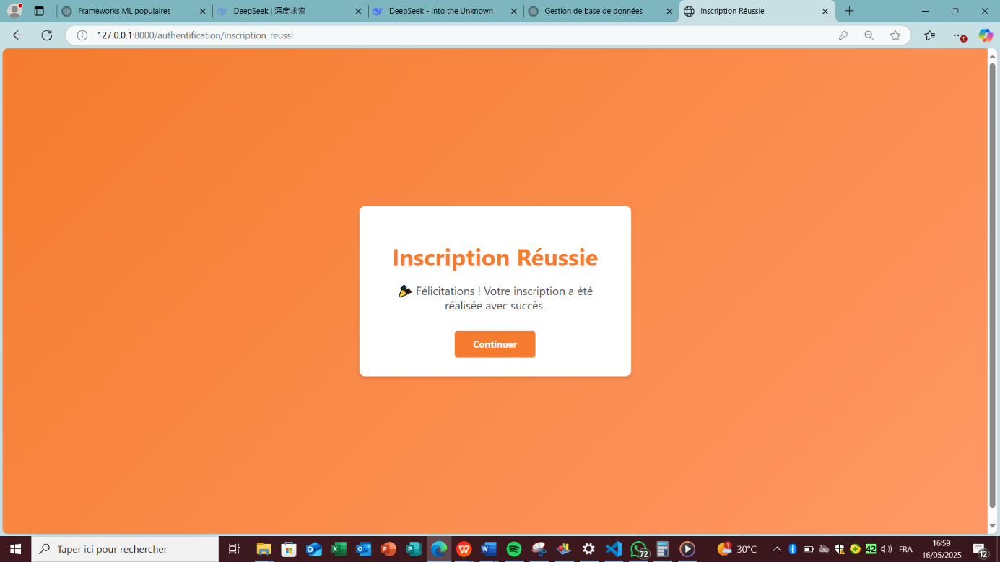 Frameworks ML populaires
DeepSeek | 深度求索
DeepSeek - Into the Unknown
Gestion de base de données
Inscription Réussie
127.0.0.1:8000/authentification/inscription_reussi
Inscription Réussie
🎉 Félicitations ! Votre inscription a été
réalisée avec succès.
Continuer
Taper ici pour rechercher
72
1
30°C
42
FRA
16:59
16/05/2025
12